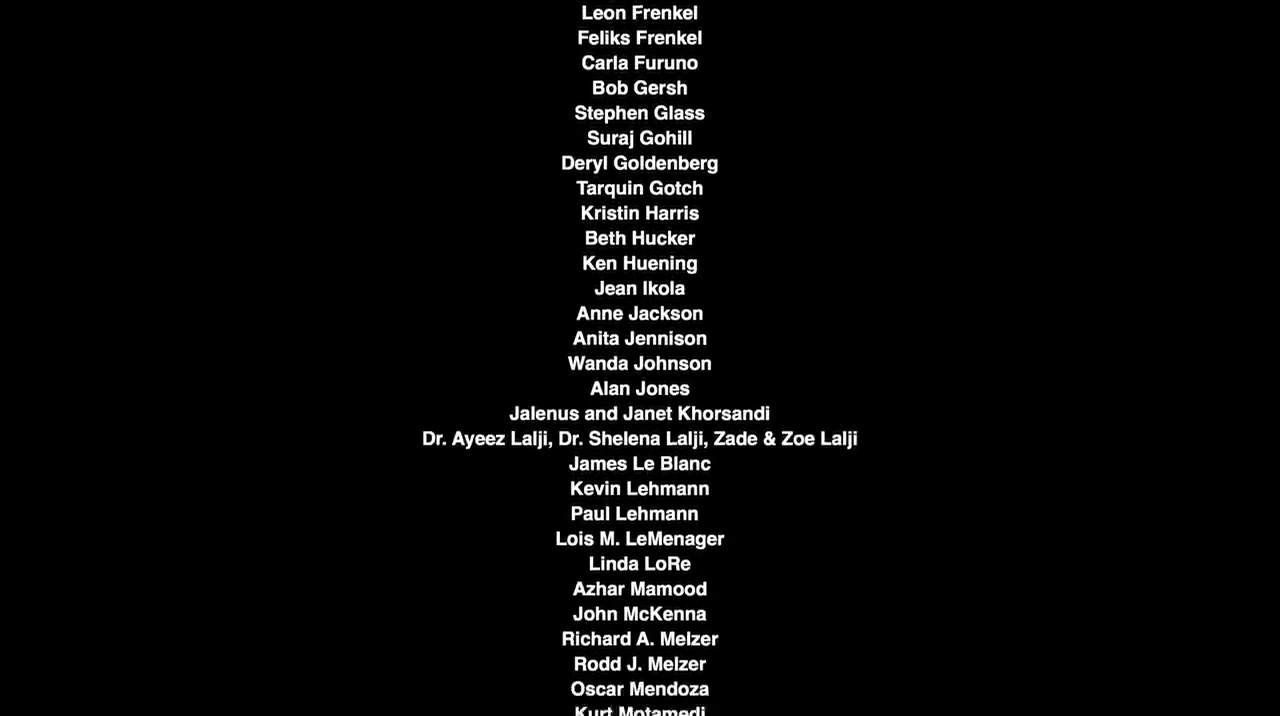 Leon Frenkel
Feliks Frenkel
Carla Furuno
Bob Gersh
Stephen Glass
Suraj Gohill
Deryl Goldenberg
Tarquin Gotch
Kristin Harris
Beth Hucker
Ken Huening
Jean Ikola
Anne Jackson
Anita Jennison
Wanda Johnson
Alan Jones
Jalenus and Janet Khorsandi
Dr. Ayeez Lalji, Dr. Shelena Lalji, Zade & Zoe Lalji
James Le Blanc
Kevin Lehmann
Paul Lehmann
Lois M. LeMenager
Linda LoRe
Azhar Mamood
John McKenna
Richard A. Melzer
Rodd J. Melzer
Oscar Mendoza
Kurt Motamedi